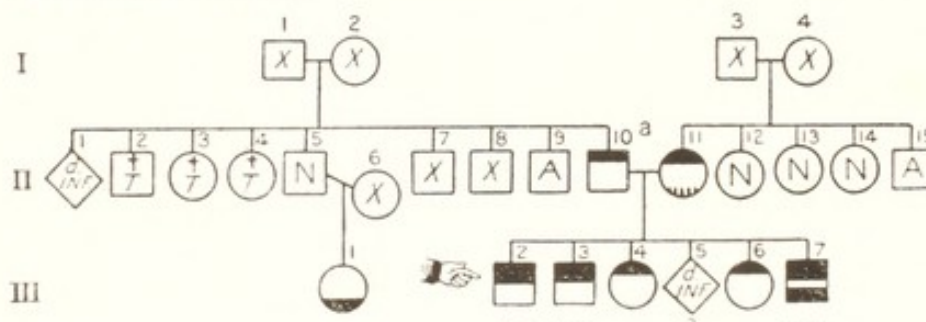 1 2 3 4
I X X X X
1 2 3 4 5 7 8 9 10 a 11 12 13 14 15
II d. INF † T † T † T N 6 X X X A N N N A
1 2 3 4 5 6 7
III d. INF